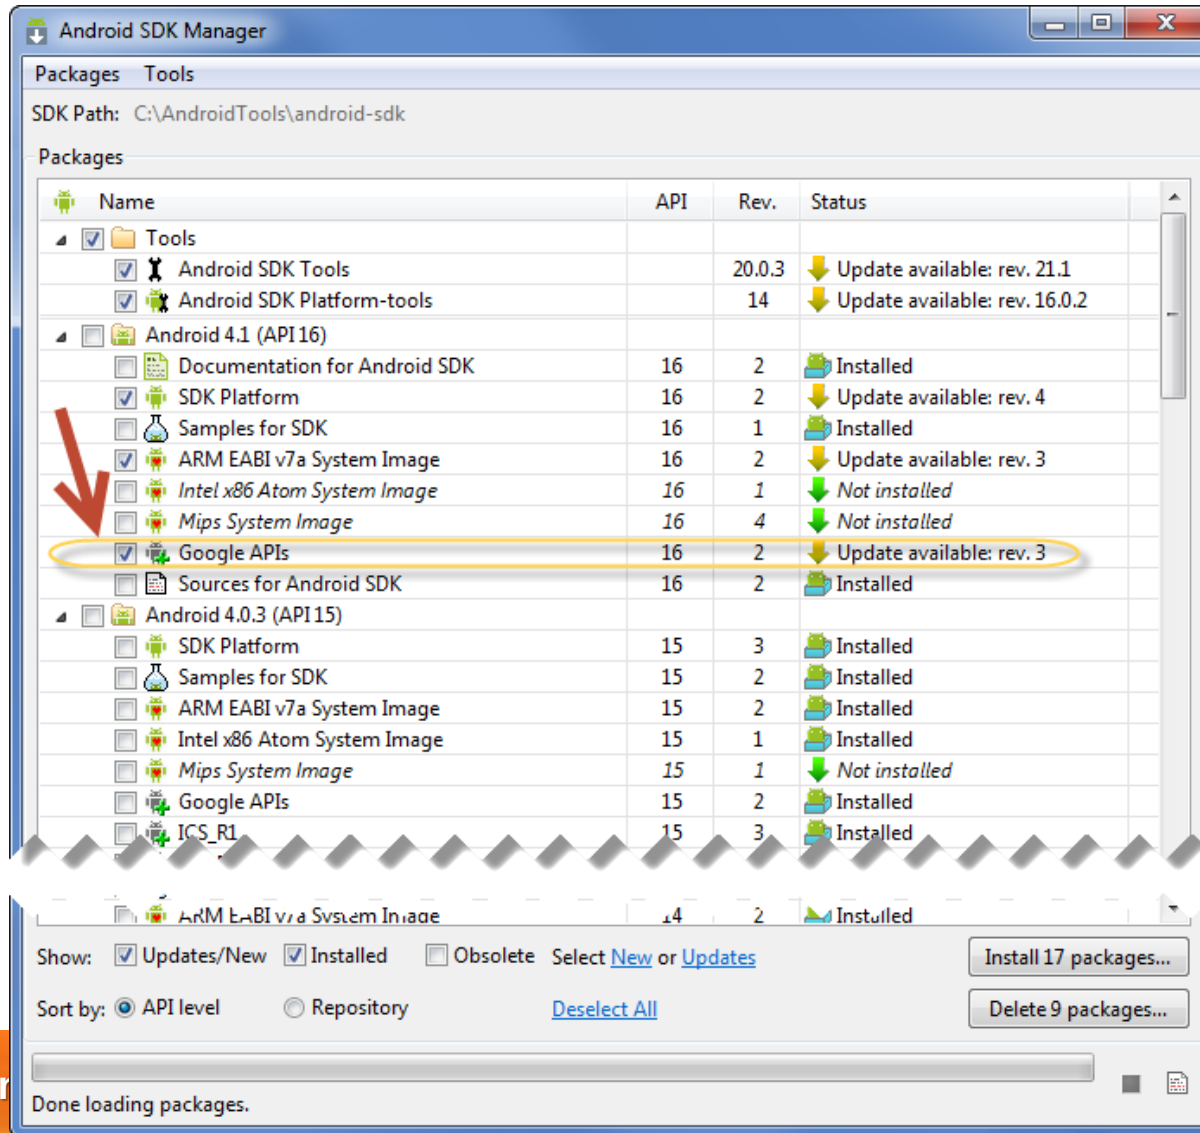 Android SDK Manager
Packages Tools
SDK Path: C:\AndroidTools\android-sdk
Packages
Name API Rev. Status
Tools
Android SDK Tools 20.0.3 Update available: rev. 21.1
Android SDK Platform-tools 14 Update available: rev. 16.0.2
Android 4.1 (API 16)
Documentation for Android SDK 16 2 Installed
SDK Platform 16 2 Update available: rev. 4
Samples for SDK 16 1 Installed
ARM EABI v7a System Image 16 2 Update available: rev. 3
Intel x86 Atom System Image 16 1 Not installed
Mips System Image 16 4 Not installed
Google APIs 16 2 Update available: rev. 3
Sources for Android SDK 16 2 Installed
Android 4.0.3 (API 15)
SDK Platform 15 3 Installed
Samples for SDK 15 2 Installed
ARM EABI v7a System Image 15 2 Installed
Intel x86 Atom System Image 15 1 Installed
Mips System Image 15 1 Not installed
Google APIs 15 2 Installed
ICS_R1 15 3 Installed
ARM EABI v7a System Image 14 2 Installed
Show: Updates/New Installed Obsolete Select New or Updates Install 17 packages...
Sort by: API level Repository Deselect All Delete 9 packages...
Done loading packages.